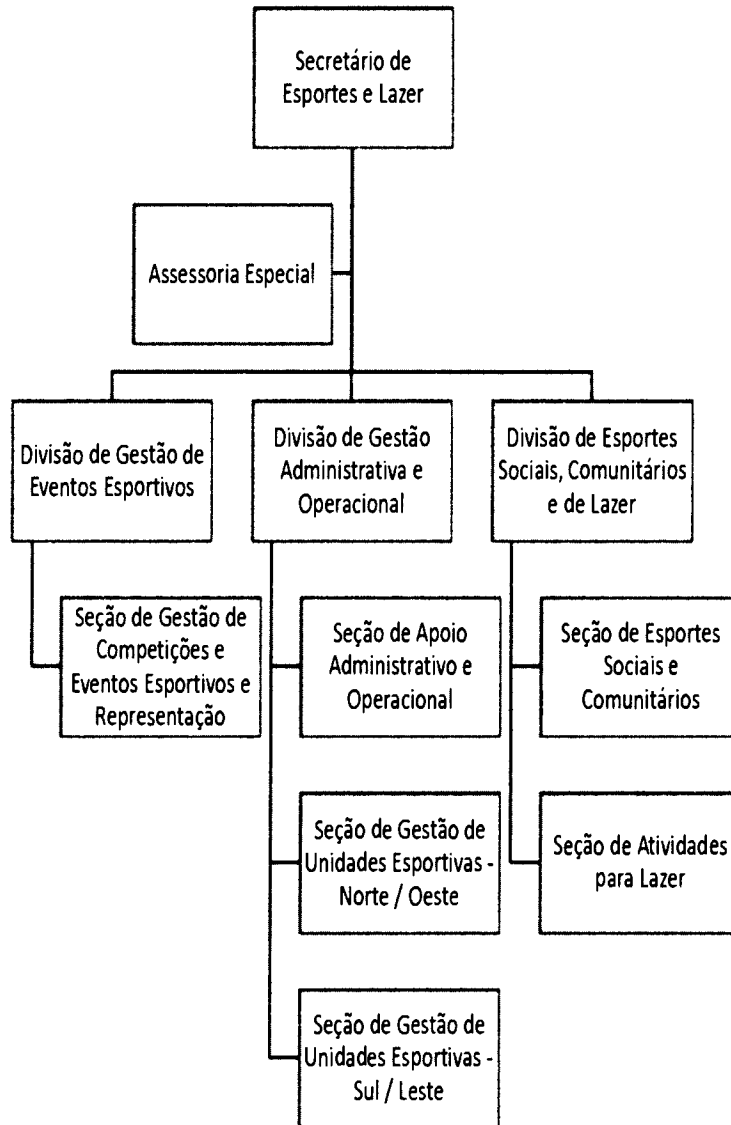 Secretário de
Esportes e Lazer
Assessoria Especial
Divisão de Gestão de
Eventos Esportivos
Divisão de Gestão
Administrativa e
Operacional
Divisão de Esportes
Sociais, Comunitários
e de Lazer
Seção de Gestão de
Competições e
Eventos Esportivos e
Representação
Seção de Apoio
Administrativo e
Operacional
Seção de Esportes
Sociais e
Comunitários
Seção de Gestão de
Unidades Esportivas -
Norte / Oeste
Seção de Atividades
para Lazer
Seção de Gestão de
Unidades Esportivas -
Sul / Leste